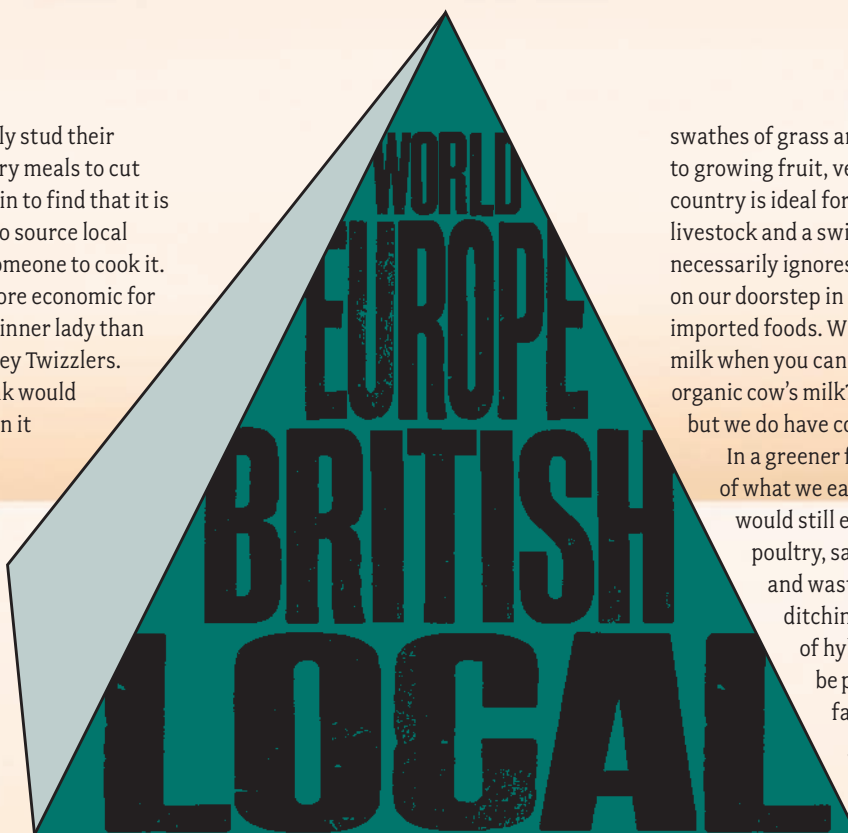 ly stud their
ry meals to cut
in to find that it is
o source local
omeone to cook it.
ore economic for
inner lady than
ey Twizzlers.
lk would
n it
WORLD
EUROPE
BRITISH
LOCAL
swathes of grass an
to growing fruit, ve
country is ideal for
livestock and a swi
necessarily ignores
on our doorstep in
imported foods. W
milk when you can
organic cow’s milk?
but we do have co
In a greener f
of what we ea
would still e
poultry, sa
and wast
ditchin
of hy
be p
fa